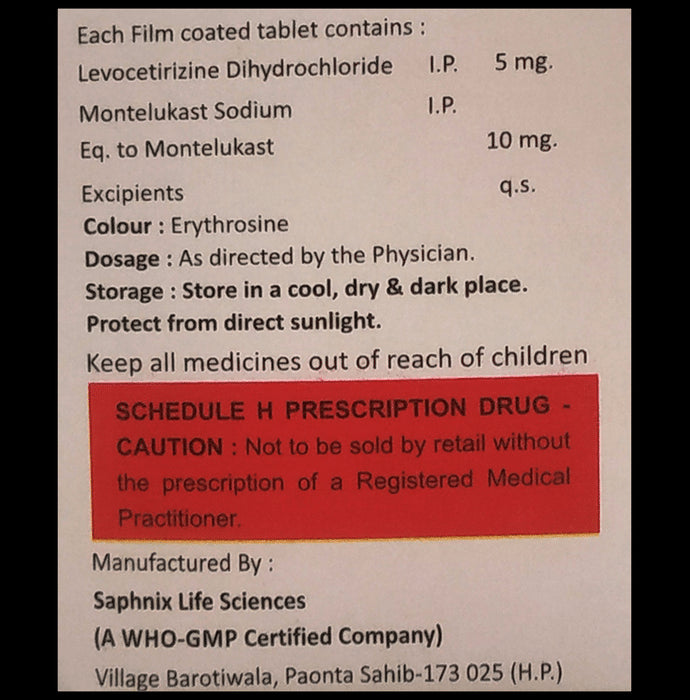 Each Film coated tablet contains :
Levocetirizine Dihydrochloride I.P. 5 mg.
Montelukast Sodium I.P.
Eq. to Montelukast 10 mg.
Excipients q.s.
Colour : Erythrosine
Dosage : As directed by the Physician.
Storage : Store in a cool, dry & dark place.
Protect from direct sunlight.
Keep all medicines out of reach of children
SCHEDULE H PRESCRIPTION DRUG -
CAUTION : Not to be sold by retail without
the prescription of a Registered Medical
Practitioner.
Manufactured By :
Saphnix Life Sciences
(A WHO-GMP Certified Company)
Village Barotiwala, Paonta Sahib-173 025 (H.P.)